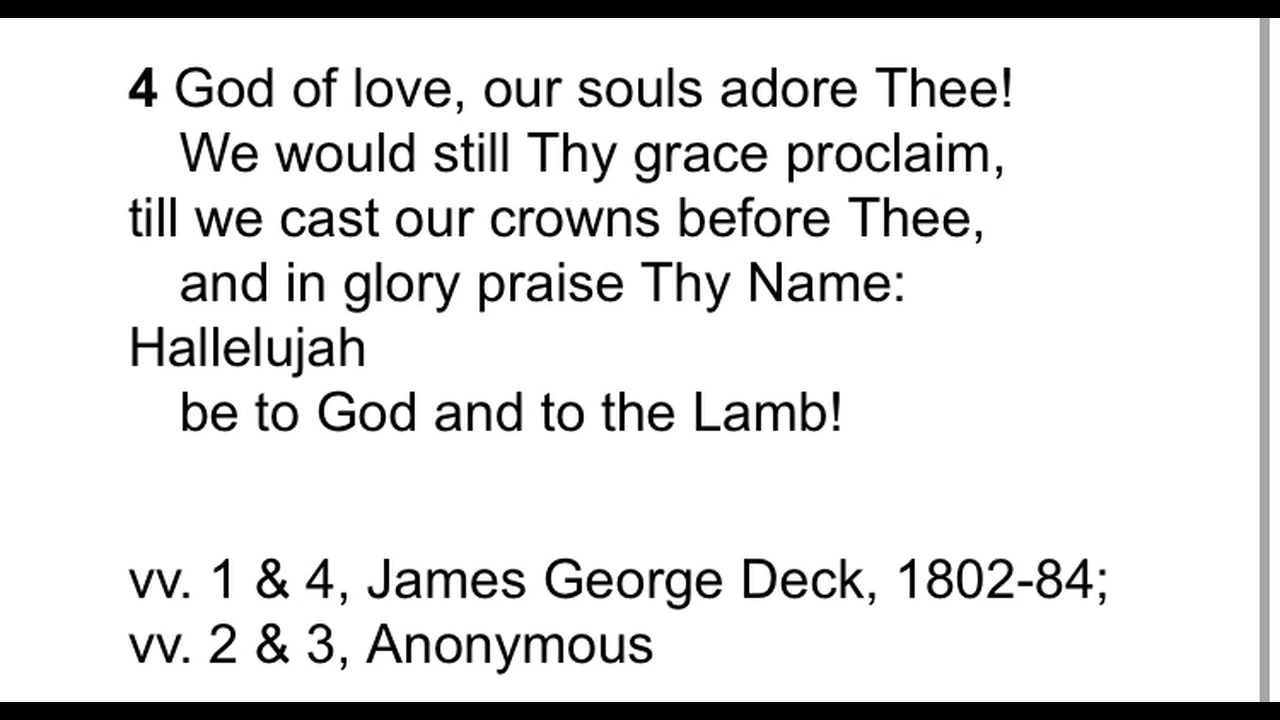 4 God of love, our souls adore Thee!
We would still Thy grace proclaim,
till we cast our crowns before Thee,
and in glory praise Thy Name:
Hallelujah
be to God and to the Lamb!
vv. 1 & 4, James George Deck, 1802-84;
vv. 2 & 3, Anonymous